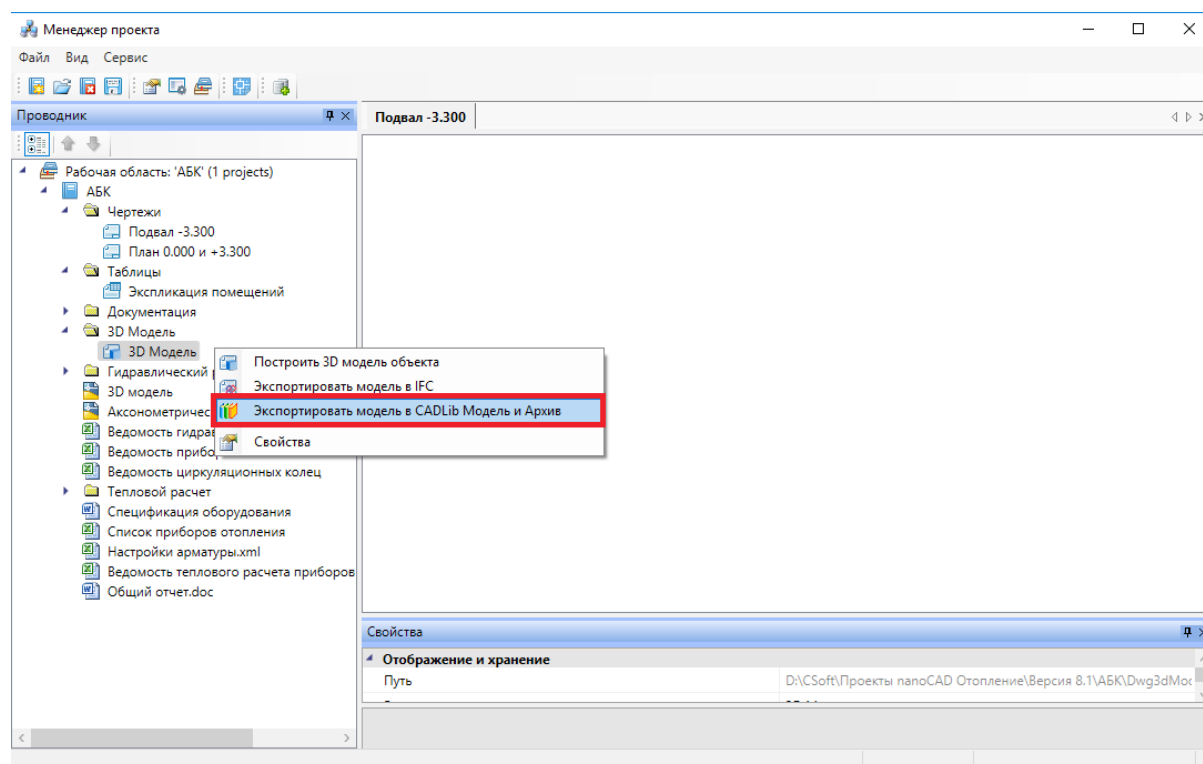 Менеджер проекта
Файл Вид Сервис
Проводник
Подвал -3.300
Рабочая область: 'АБК' (1 projects)
АБК
Чертежи
Подвал -3.300
План 0.000 и +3.300
Таблицы
Экспликация помещений
Документация
3D Модель
3D Модель
Построить 3D модель объекта
Гидравлический
Экспортировать модель в IFC
3D модель
Экспортировать модель в CADLib Модель и Архив
Аксонометричес
Ведомость гидра
Свойства
Ведомость прибо
Ведомость циркуляционных колец
Тепловой расчет
Спецификация оборудования
Список приборов отопления
Настройки арматуры.xml
Ведомость теплового расчета приборов
Общий отчет.doc
Свойства
Отображение и хранение
Путь D:\CSoft\Проекты nanoCAD Отопление\Версия 8.1\АБК\Dwg3dMoc